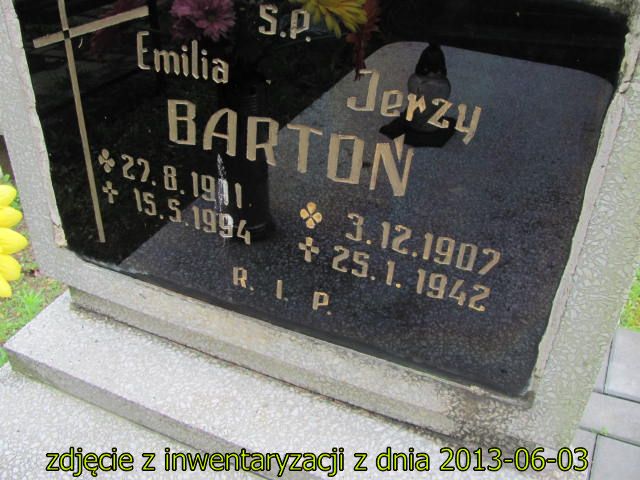 Ś.P.
Emilia Jerzy
BARTOŃ
27.8.1911 3.12.1907
15.5.1994 25.1.1942
R. I. P.
zdjęcie z inwentaryzacji z dnia 2013-06-03